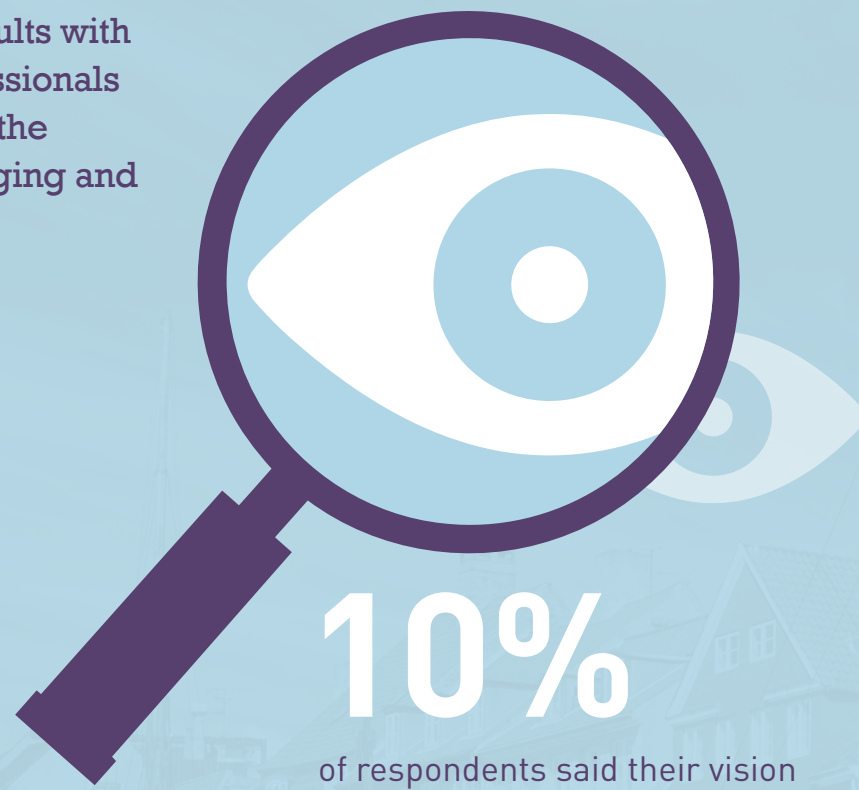 ults with
ssionals
the
ging and
10%
of respondents said their vision